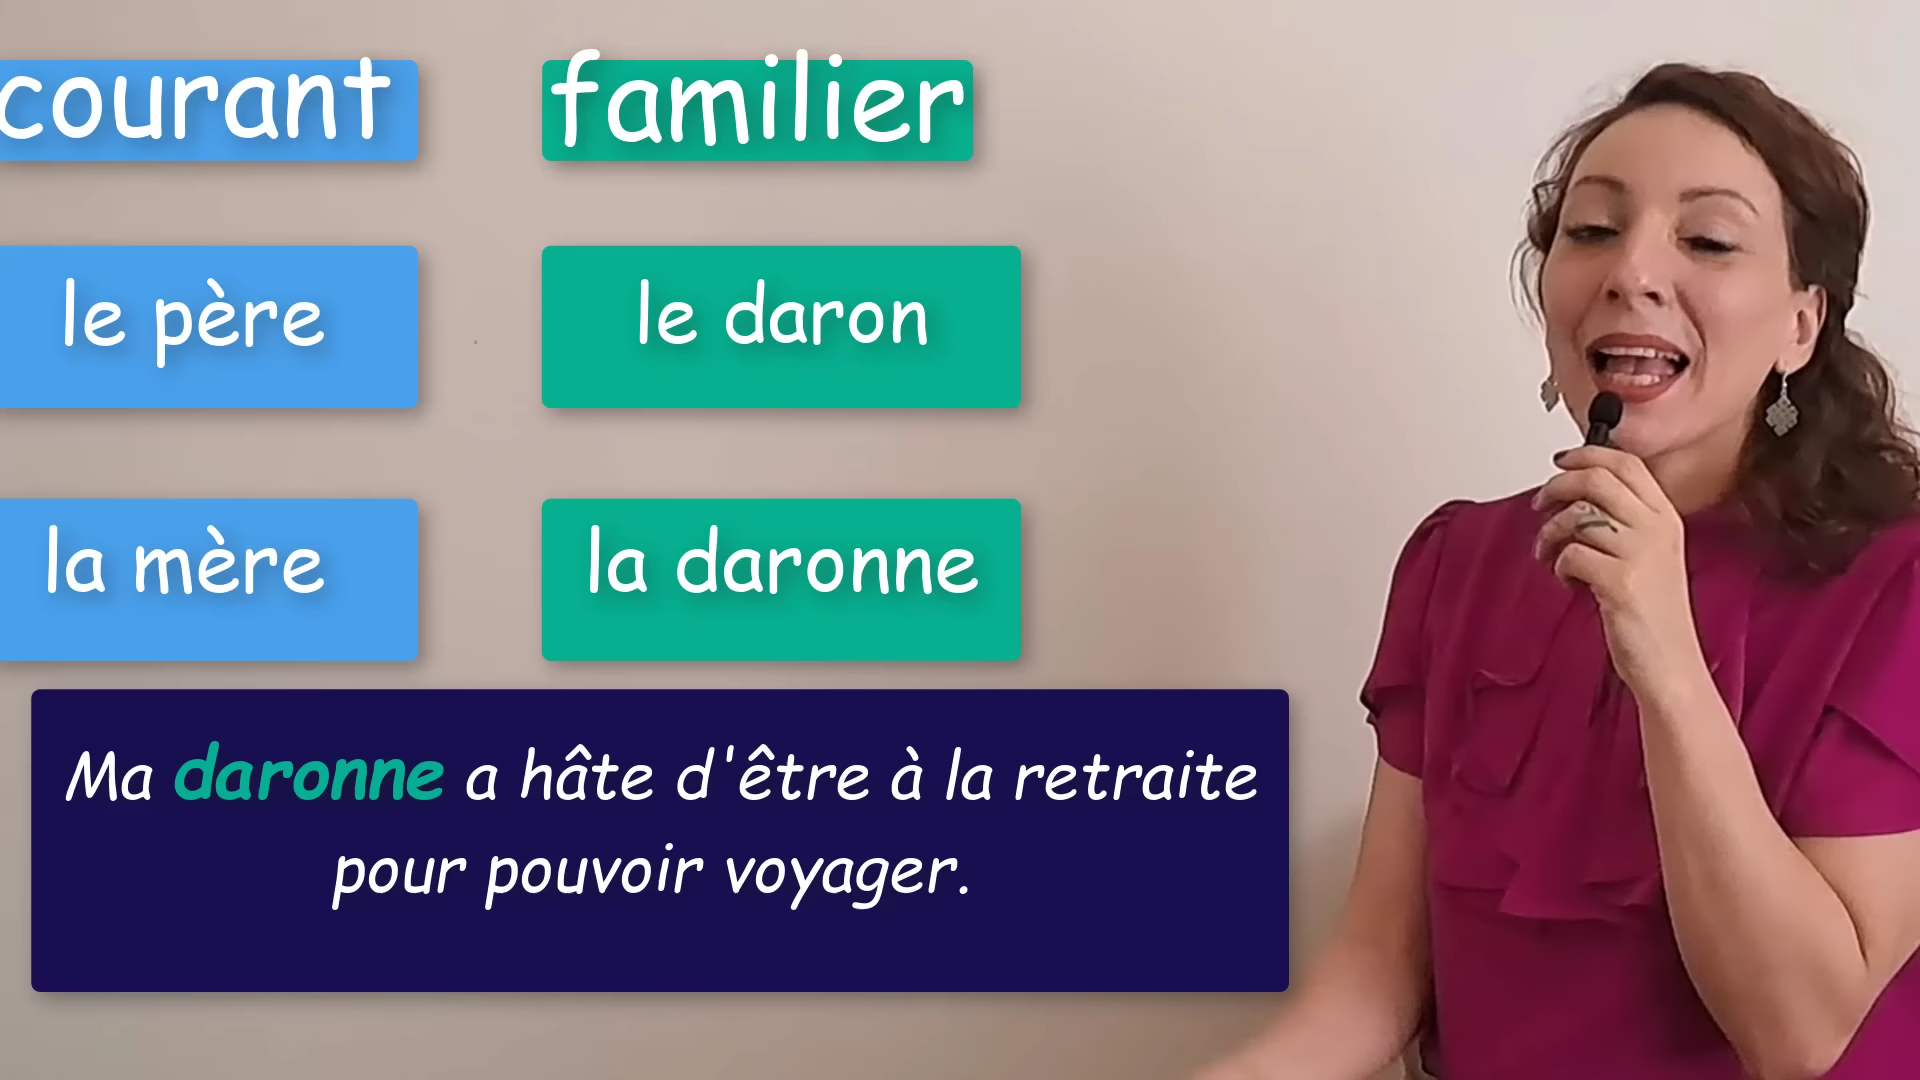 courant familier
le père le daron
la mère la daronne
Ma daronne a hâte d'être à la retraite
pour pouvoir voyager.